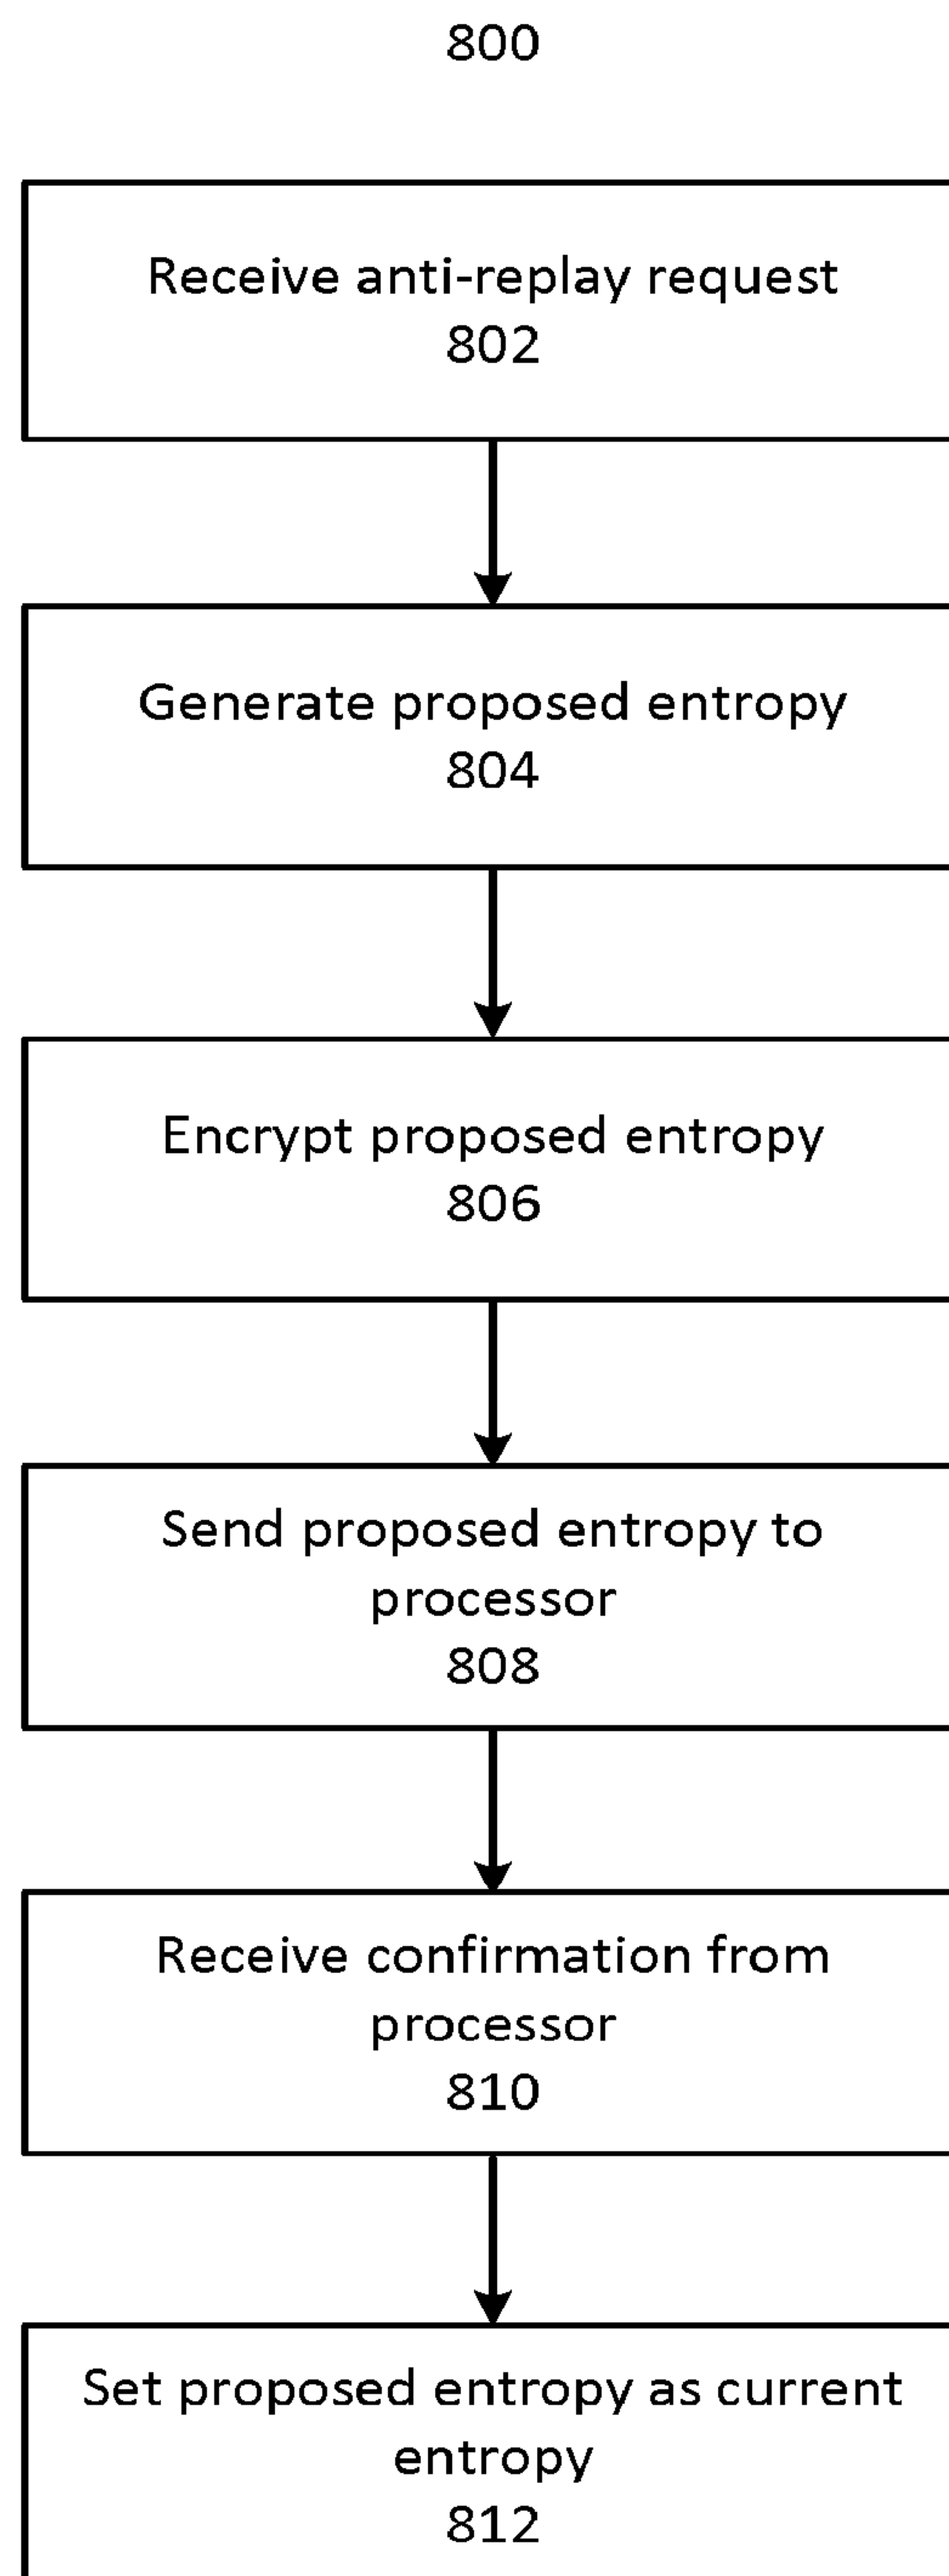 800
Receive anti-replay request
802
Generate proposed entropy
804
Encrypt proposed entropy
806
Send proposed entropy to
processor
808
Receive confirmation from
processor
810
Set proposed entropy as current
entropy
812